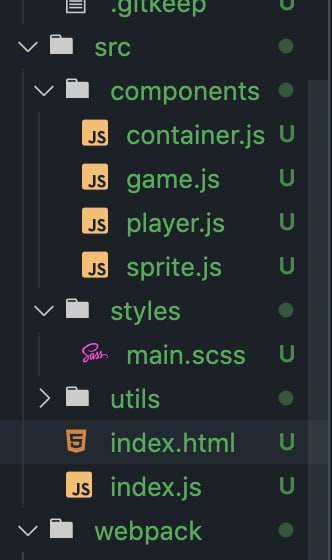 .gitkeep U
src
components
JS container.js U
JS game.js U
JS player.js U
JS sprite.js U
styles
Sass main.scss U
utils
5 index.html U
JS index.js U
webpack